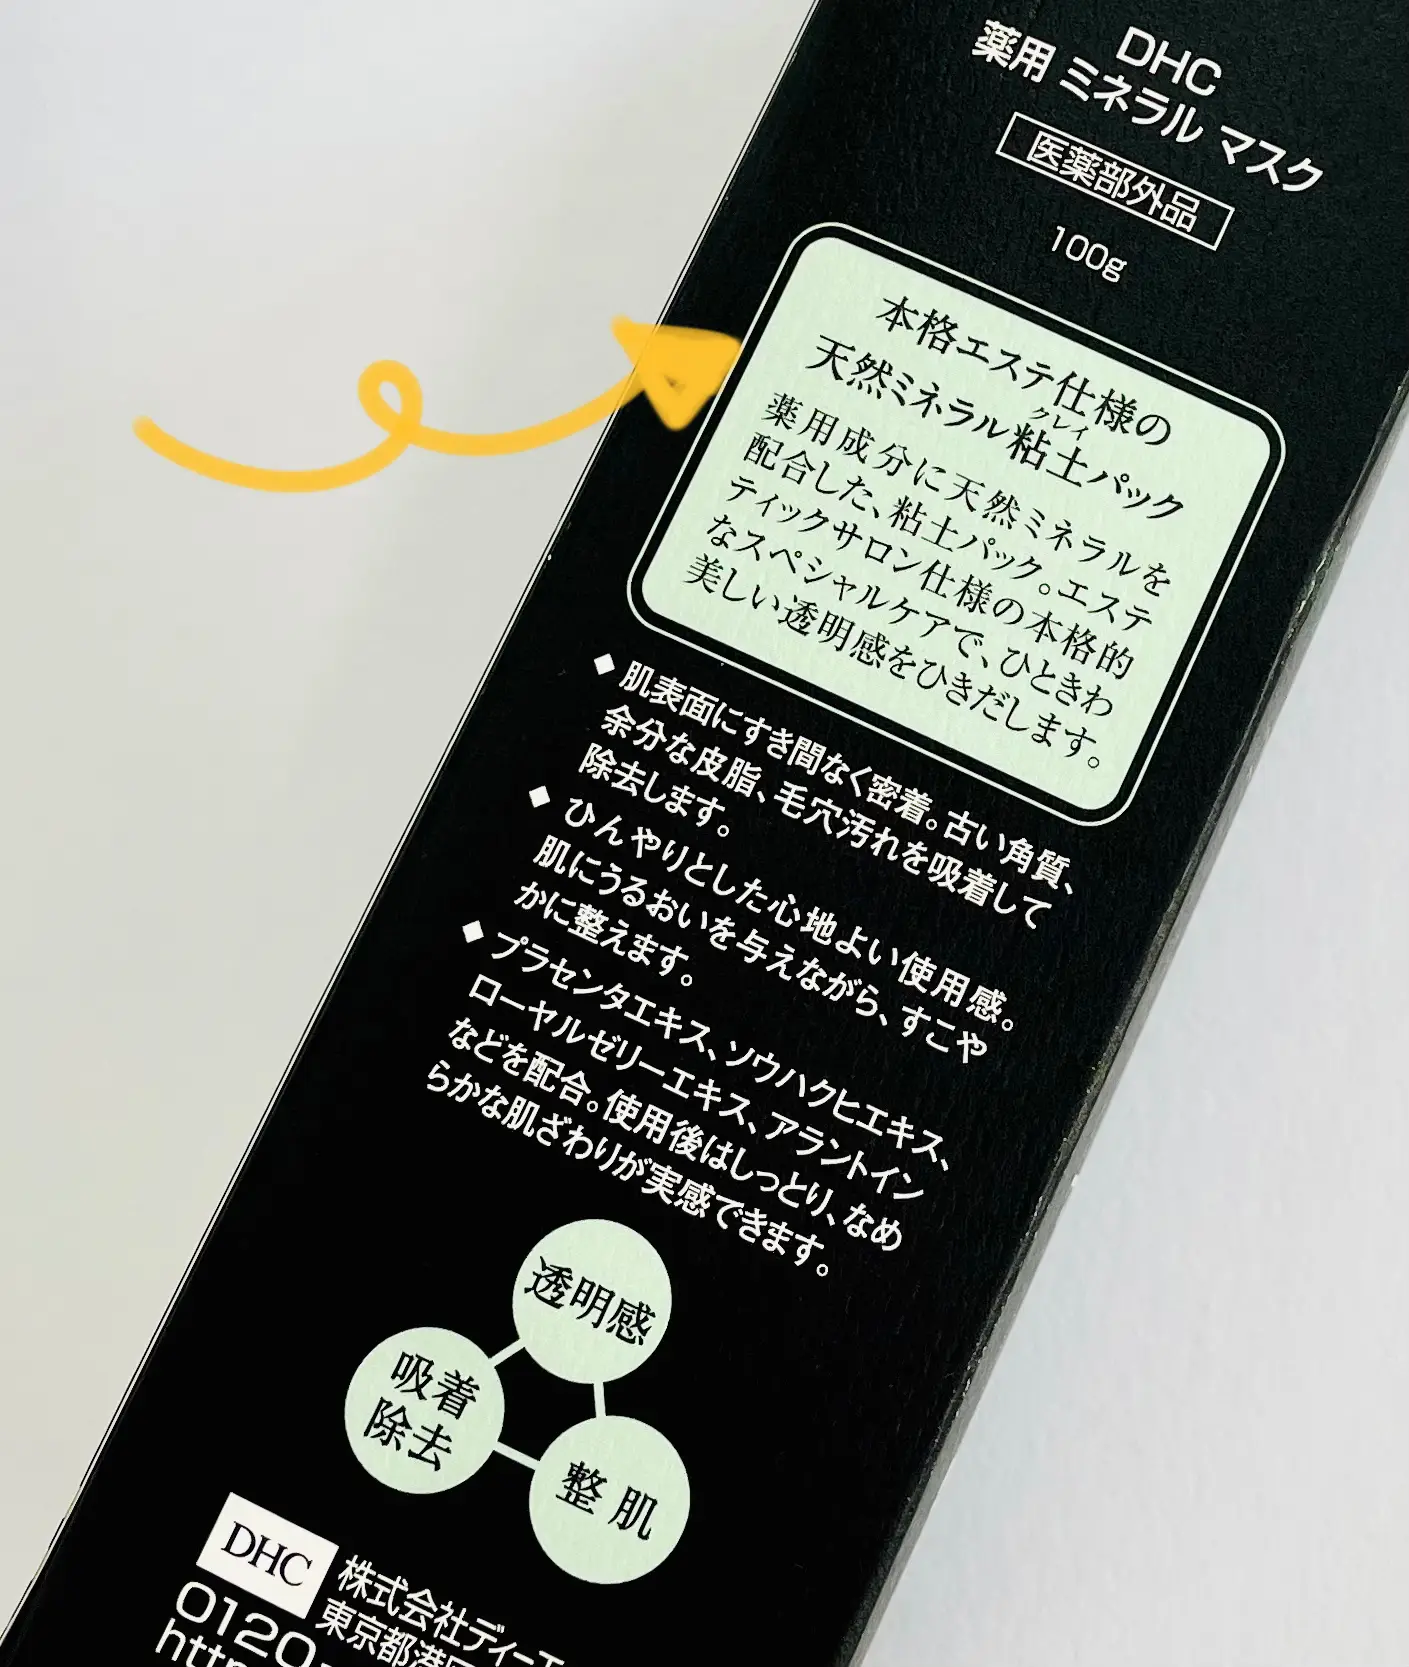 DHC
薬用 ミネラル マスク
医薬部外品
100g
本格エステ仕様の
天然ミネラル粘土パック
クレイ
薬用成分に天然ミネラルを
配合した、粘土パック。エステ
ティックサロン仕様の本格的
なスペシャルケアで、ひときわ
美しい透明感をひきだします。
◆ 肌表面にすき間なく密着。古い角質、
余分な皮脂、毛穴汚れを吸着して
除去します。
◆ ひんやりとした心地よい使用感。
肌にうるおいを与えながら、すこや
かに整えます。
◆ プラセンタエキス、ソウハクヒエキス、
ローヤルゼリーエキス、アラントイン
などを配合。使用後はしっとり、なめ
らかな肌ざわりが実感できます。
透明感
吸着
除去
整肌
DHC
株式会社ディーエ
東京都港区
0120-
http